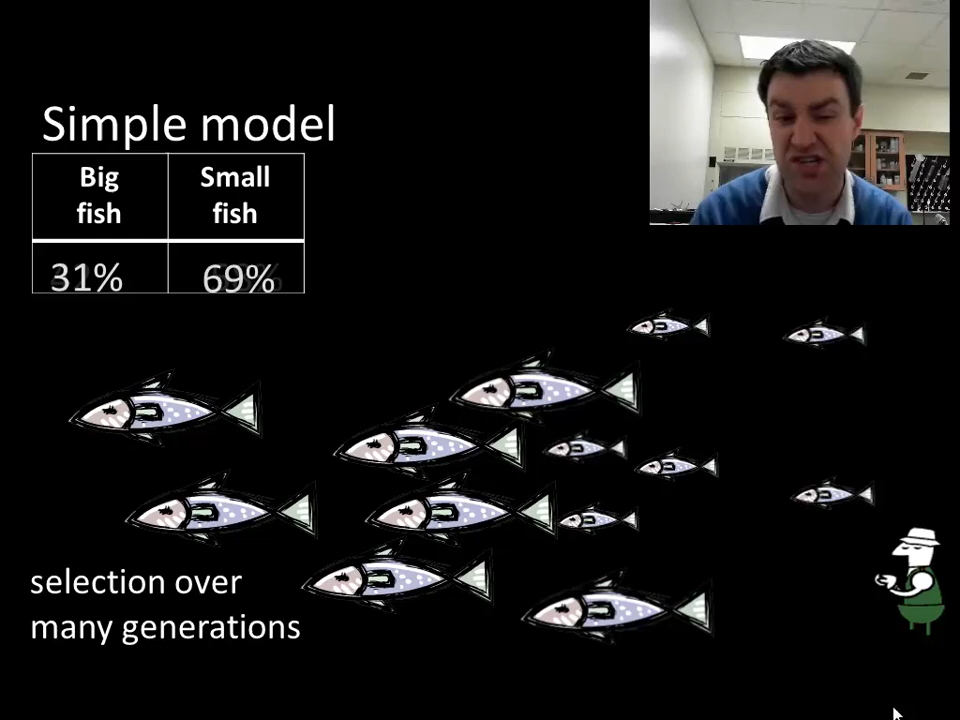 Simple model
Big Small
fish fish
31% 69%
selection over
many generations